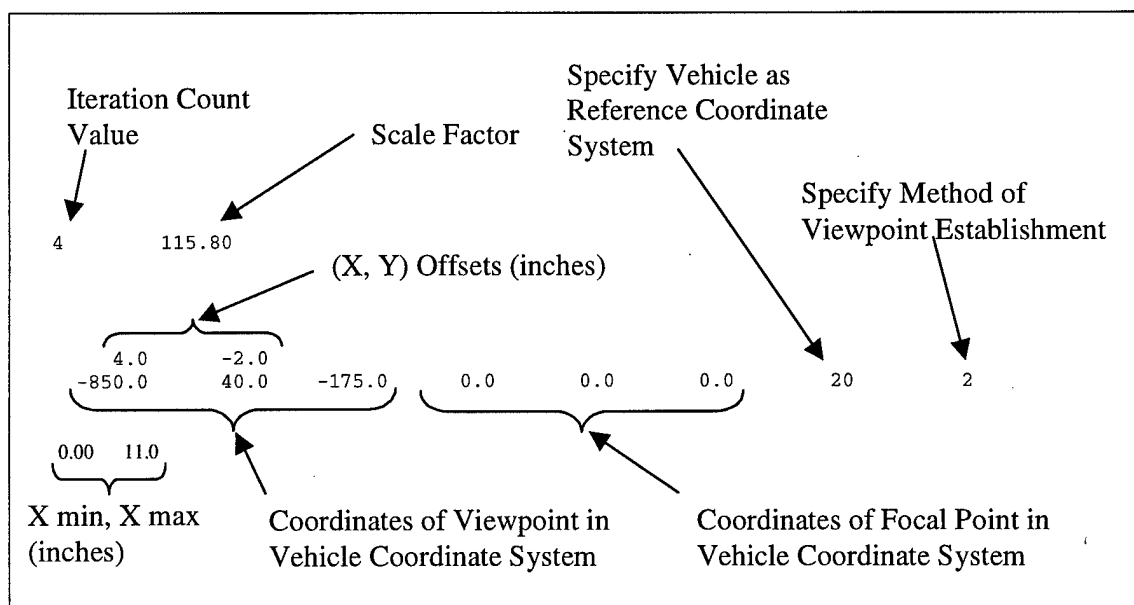 Iteration Count
Value
Scale Factor
Specify Vehicle as
Reference Coordinate
System
Specify Method of
Viewpoint Establishment
4 115.80
(X, Y) Offsets (inches)
4.0 -2.0
-850.0 40.0 -175.0 0.0 0.0 0.0 20 2
0.00 11.0
X min, X max
(inches)
Coordinates of Viewpoint in
Vehicle Coordinate System
Coordinates of Focal Point in
Vehicle Coordinate System